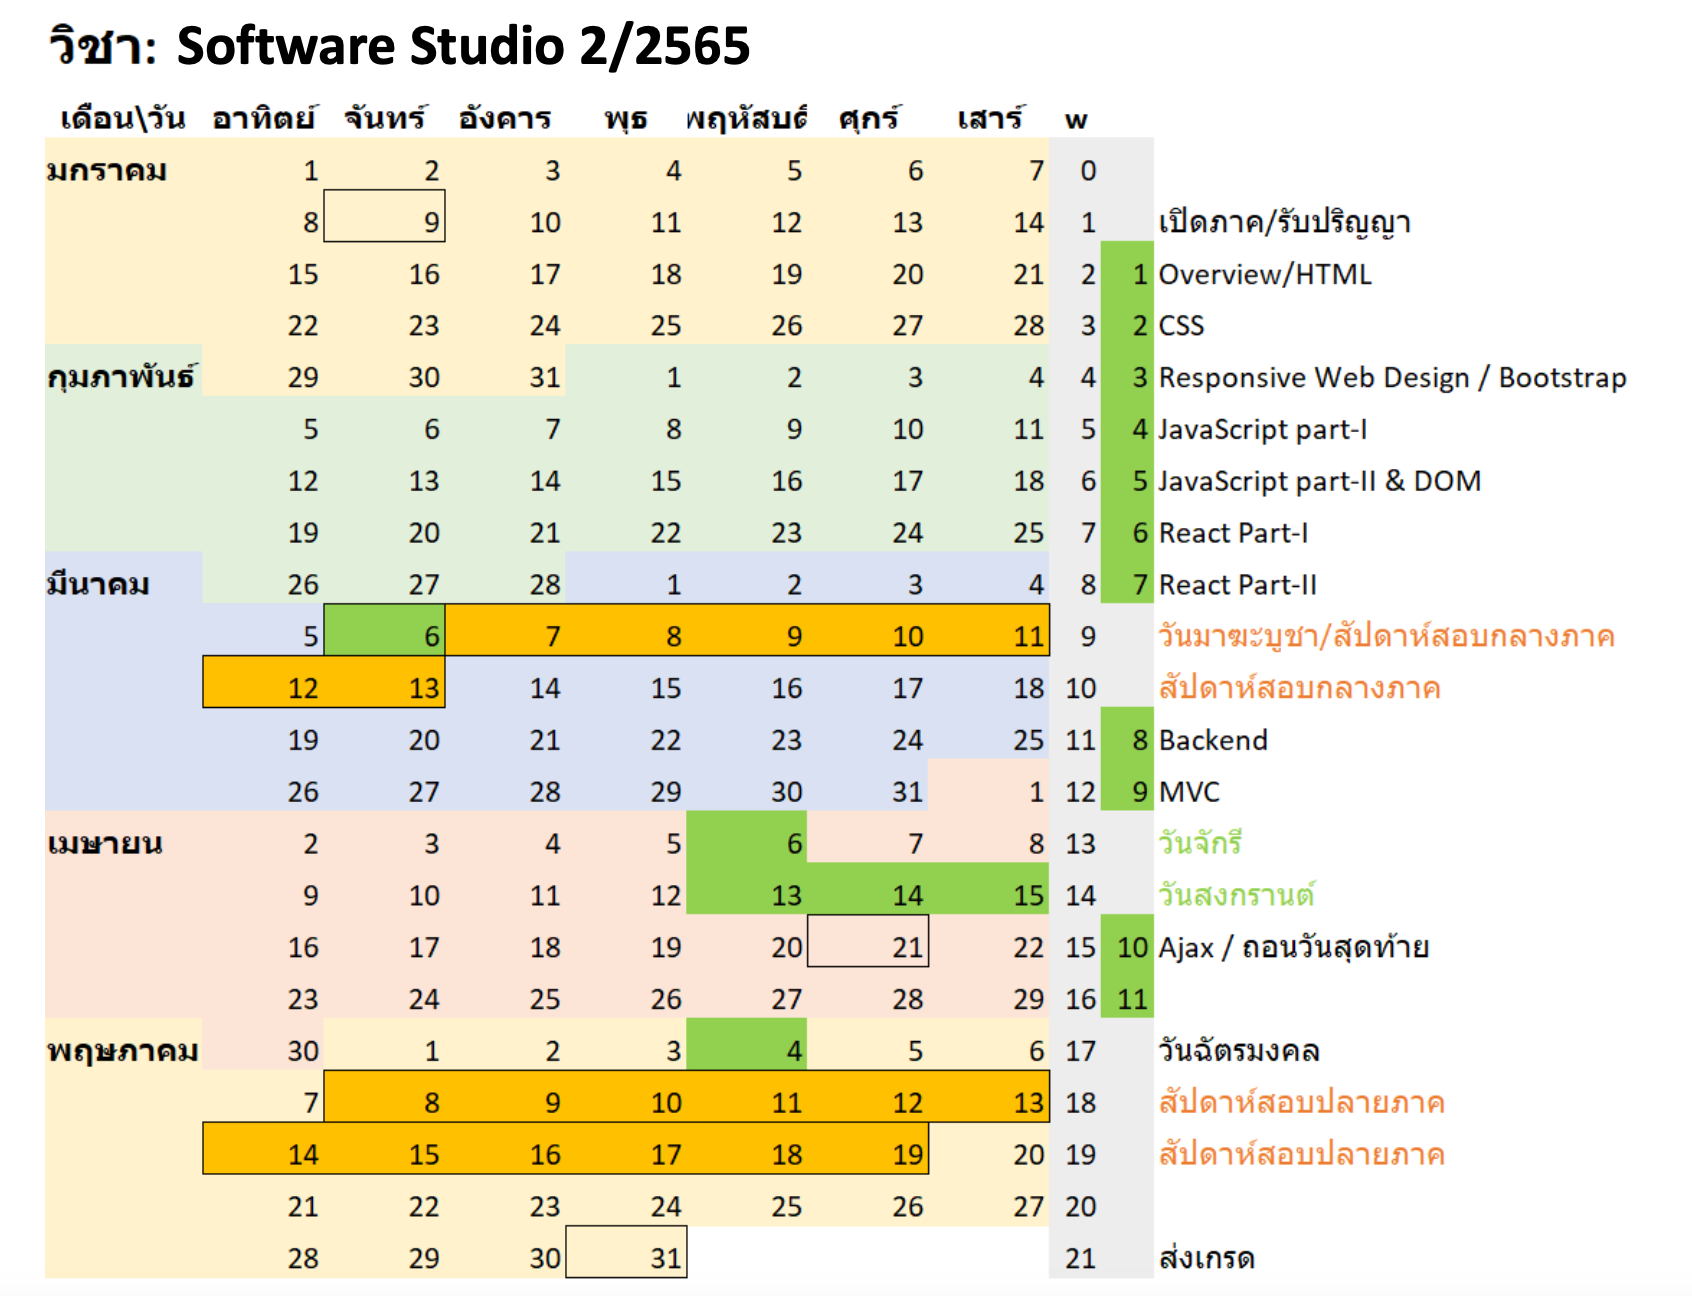 วิชา: Software Studio 2/2565
เดือน\วัน อาทิตย์ จันทร์ อังคาร พุธ พฤหัสบดี ศุกร์ เสาร์ w
มกราคม 1 2 3 4 5 6 7 0
8 9 10 11 12 13 14 1 เปิดภาค/รับปริญญา
15 16 17 18 19 20 21 2 1 Overview/HTML
22 23 24 25 26 27 28 3 2 CSS
กุมภาพันธ์ 29 30 31 1 2 3 4 4 3 Responsive Web Design / Bootstrap
5 6 7 8 9 10 11 5 4 JavaScript part-I
12 13 14 15 16 17 18 6 5 JavaScript part-II & DOM
19 20 21 22 23 24 25 7 6 React Part-I
มีนาคม 26 27 28 1 2 3 4 8 7 React Part-II
5 6 7 8 9 10 11 9 วันมาฆะบูชา/สัปดาห์สอบกลางภาค
12 13 14 15 16 17 18 10 สัปดาห์สอบกลางภาค
19 20 21 22 23 24 25 11 8 Backend
26 27 28 29 30 31 1 12 9 MVC
เมษายน 2 3 4 5 6 7 8 13 วันจักรี
9 10 11 12 13 14 15 14 วันสงกรานต์
16 17 18 19 20 21 22 15 10 Ajax / ถอนวันสุดท้าย
23 24 25 26 27 28 29 16 11
พฤษภาคม 30 1 2 3 4 5 6 17 วันฉัตรมงคล
7 8 9 10 11 12 13 18 สัปดาห์สอบปลายภาค
14 15 16 17 18 19 20 19 สัปดาห์สอบปลายภาค
21 22 23 24 25 26 27 20
28 29 30 31 21 ส่งเกรด